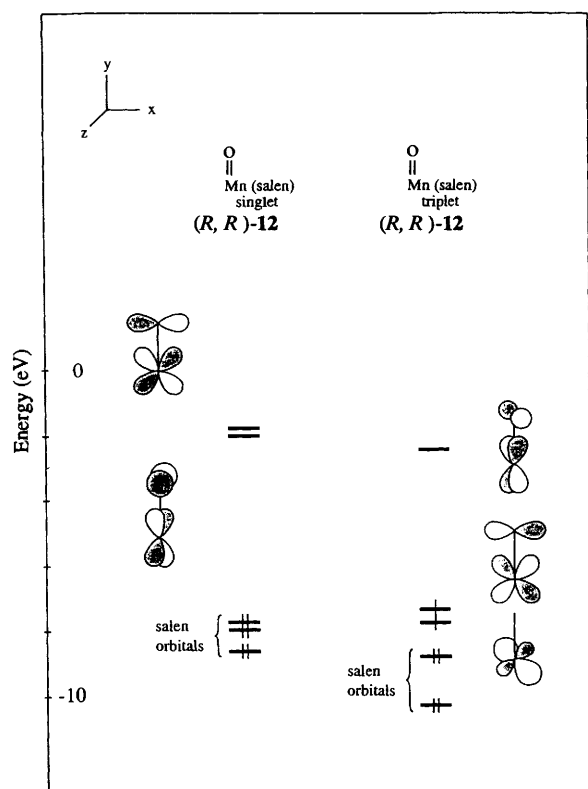 y
x
z
O
Mn (salen)
singlet
(R, R)-12
O
Mn (salen)
triplet
(R, R)-12
Energy (eV)
0
-10
salen
orbitals
salen
orbitals